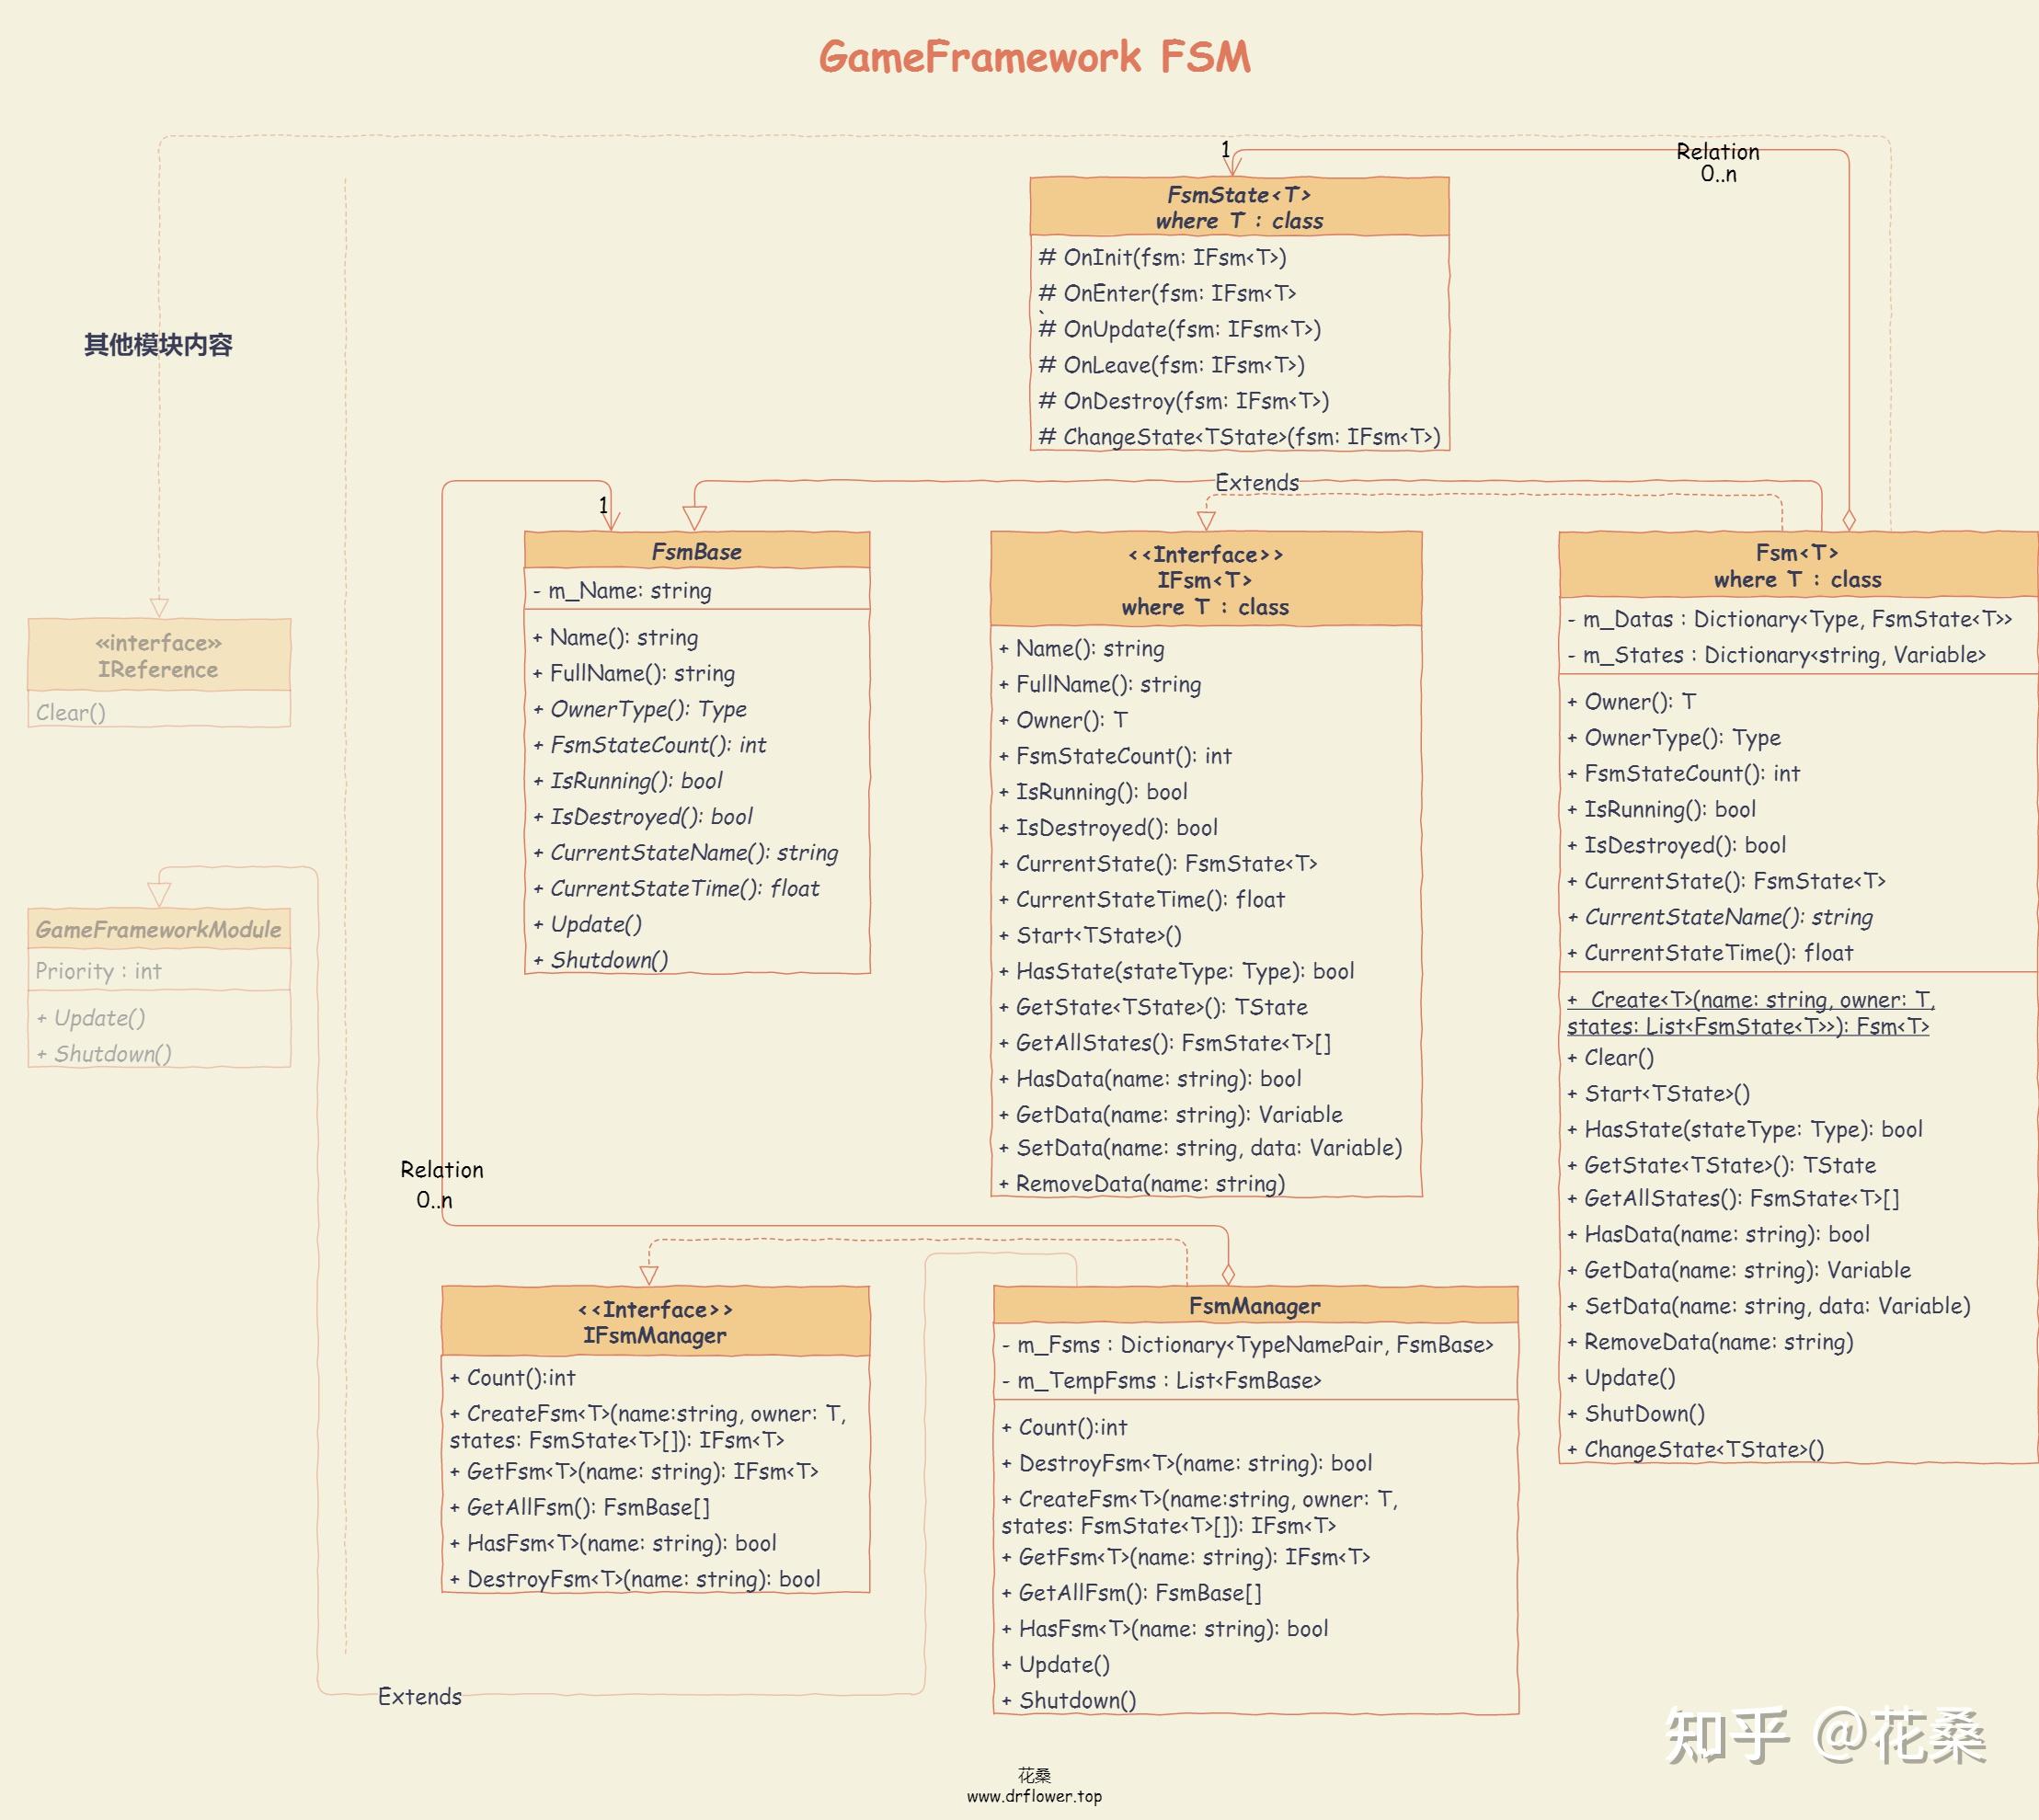 GameFramework FSM
1
Relation
0..n
FsmState<T>
where T : class
# OnInit(fsm: IFsm<T>)
# OnEnter(fsm: IFsm<T>
`
# OnUpdate(fsm: IFsm<T>)
# OnLeave(fsm: IFsm<T>)
# OnDestroy(fsm: IFsm<T>)
# ChangeState<TState>(fsm: IFsm<T>)
其他模块内容
«interface»
IReference
Clear()
GameFrameworkModule
Priority : int
+ Update()
+ Shutdown()
Extends
1
FsmBase
- m_Name: string
+ Name(): string
+ FullName(): string
+ OwnerType(): Type
+ FsmStateCount(): int
+ IsRunning(): bool
+ IsDestroyed(): bool
+ CurrentStateName(): string
+ CurrentStateTime(): float
+ Update()
+ Shutdown()
<<Interface>>
IFsm<T>
where T : class
+ Name(): string
+ FullName(): string
+ Owner(): T
+ FsmStateCount(): int
+ IsRunning(): bool
+ IsDestroyed(): bool
+ CurrentState(): FsmState<T>
+ CurrentStateTime(): float
+ Start<TState>()
+ HasState(stateType: Type): bool
+ GetState<TState>(): TState
+ GetAllStates(): FsmState<T>[]
+ HasData(name: string): bool
+ GetData(name: string): Variable
+ SetData(name: string, data: Variable)
+ RemoveData(name: string)
Fsm<T>
where T : class
- m_Datas : Dictionary<Type, FsmState<T>>
- m_States : Dictionary<string, Variable>
+ Owner(): T
+ OwnerType(): Type
+ FsmStateCount(): int
+ IsRunning(): bool
+ IsDestroyed(): bool
+ CurrentState(): FsmState<T>
+ CurrentStateName(): string
+ CurrentStateTime(): float
+ Create<T>(name: string, owner: T,
states: List<FsmState<T>>): Fsm<T>
+ Clear()
+ Start<TState>()
+ HasState(stateType: Type): bool
+ GetState<TState>(): TState
+ GetAllStates(): FsmState<T>[]
+ HasData(name: string): bool
+ GetData(name: string): Variable
+ SetData(name: string, data: Variable)
+ RemoveData(name: string)
+ Update()
+ ShutDown()
+ ChangeState<TState>()
Relation
0..n
<<Interface>>
IFsmManager
+ Count():int
+ CreateFsm<T>(name:string, owner: T,
states: FsmState<T>[]): IFsm<T>
+ GetFsm<T>(name: string): IFsm<T>
+ GetAllFsm(): FsmBase[]
+ HasFsm<T>(name: string): bool
+ DestroyFsm<T>(name: string): bool
FsmManager
- m_Fsms : Dictionary<TypeNamePair, FsmBase>
- m_TempFsms : List<FsmBase>
+ Count():int
+ DestroyFsm<T>(name: string): bool
+ CreateFsm<T>(name:string, owner: T,
states: FsmState<T>[]): IFsm<T>
+ GetFsm<T>(name: string): IFsm<T>
+ GetAllFsm(): FsmBase[]
+ HasFsm<T>(name: string): bool
+ Update()
+ Shutdown()
Extends
知乎 @花桑
花桑
www.drflower.top